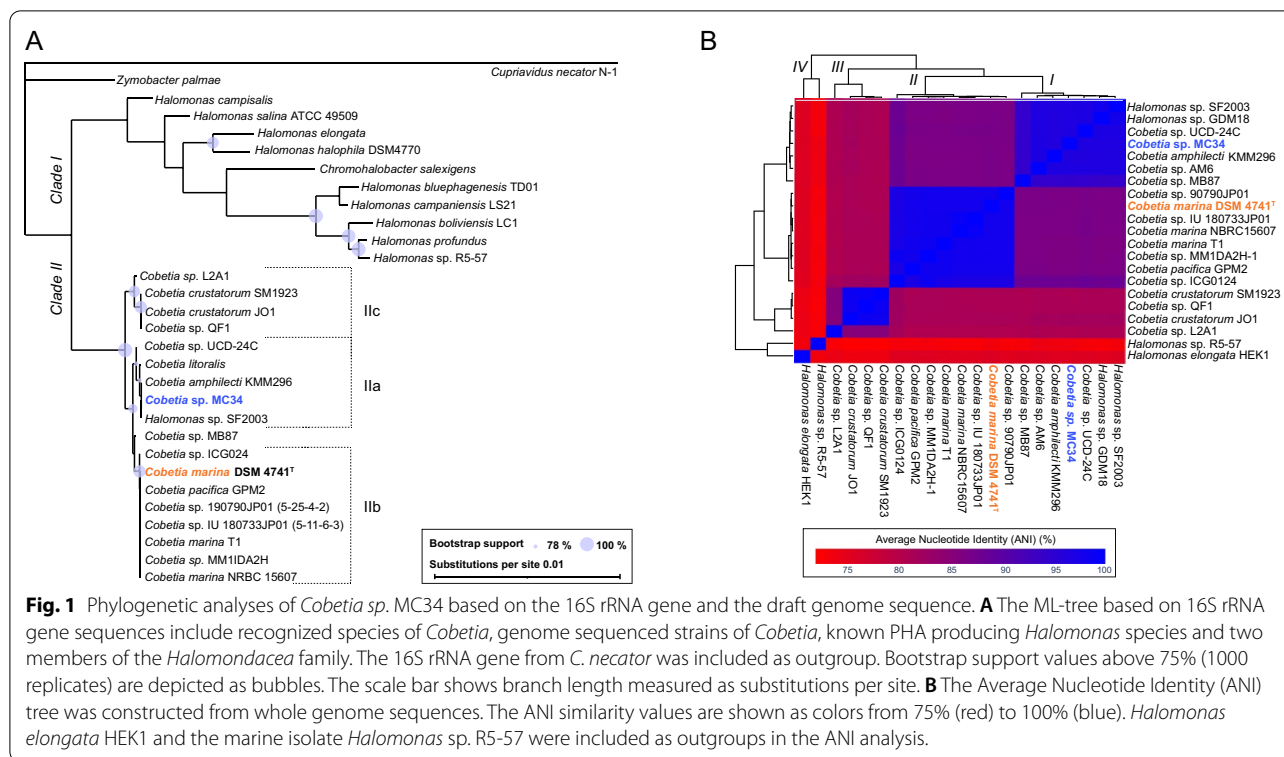 A
Cupriavidus necator N-1
Zymobacter palmae
Halomonas campisalis
Halomonas salina ATCC 49509
Halomonas elongata
Halomonas halophila DSM4770
Chromohalobacter salexigens
Halomonas bluephagenesis TD01
Halomonas campaniensis LS21
Halomonas boliviensis LC1
Halomonas profundus
Halomonas sp. R5-57
Clade I
Clade II
Cobetia sp. L2A1
Cobetia crustatorum SM1923
Cobetia crustatorum JO1
Cobetia sp. QF1
IIc
Cobetia sp. UCD-24C
Cobetia litoralis
Cobetia amphilecti KMM296
Cobetia sp. MC34
Halomonas sp. SF2003
IIa
Cobetia sp. MB87
Cobetia sp. ICG024
Cobetia marina DSM 4741ᵀ
Cobetia pacifica GPM2
Cobetia sp. 190790JP01 (5-25-4-2)
Cobetia sp. IU 180733JP01 (5-11-6-3)
Cobetia marina T1
Cobetia sp. MM1IDA2H
Cobetia marina NRBC 15607
IIb
Bootstrap support 78 % 100 %
Substitutions per site 0.01
B
IV III II I
Halomonas sp. SF2003
Halomonas sp. GDM18
Cobetia sp. UCD-24C
Cobetia sp. MC34
Cobetia amphilecti KMM296
Cobetia sp. AM6
Cobetia sp. MB87
Cobetia sp. 90790JP01
Cobetia marina DSM 4741ᵀ
Cobetia sp. IU 180733JP01
Cobetia marina NBRC15607
Cobetia marina T1
Cobetia sp. MM1DA2H-1
Cobetia pacifica GPM2
Cobetia sp. ICG0124
Cobetia crustatorum SM1923
Cobetia sp. QF1
Cobetia crustatorum JO1
Cobetia sp. L2A1
Halomonas sp. R5-57
Halomonas elongata HEK1
Halomonas elongata HEK1
Halomonas sp. R5-57
Cobetia sp. L2A1
Cobetia crustatorum JO1
Cobetia sp. QF1
Cobetia crustatorum SM1923
Cobetia sp. ICG0124
Cobetia pacifica GPM2
Cobetia sp. MM1DA2H-1
Cobetia marina T1
Cobetia marina NBRC15607
Cobetia sp. IU 180733JP01
Cobetia marina DSM 4741ᵀ
Cobetia sp. 90790JP01
Cobetia sp. MB87
Cobetia sp. AM6
Cobetia amphilecti KMM296
Cobetia sp. MC34
Cobetia sp. UCD-24C
Halomonas sp. GDM18
Halomonas sp. SF2003
Average Nucleotide Identity (ANI) (%)
75 80 85 90 95 100
Fig. 1 Phylogenetic analyses of Cobetia sp. MC34 based on the 16S rRNA gene and the draft genome sequence. A The ML-tree based on 16S rRNA
gene sequences include recognized species of Cobetia, genome sequenced strains of Cobetia, known PHA producing Halomonas species and two
members of the Halomondacea family. The 16S rRNA gene from C. necator was included as outgroup. Bootstrap support values above 75% (1000
replicates) are depicted as bubbles. The scale bar shows branch length measured as substitutions per site. B The Average Nucleotide Identity (ANI)
tree was constructed from whole genome sequences. The ANI similarity values are shown as colors from 75% (red) to 100% (blue). Halomonas
elongata HEK1 and the marine isolate Halomonas sp. R5-57 were included as outgroups in the ANI analysis.